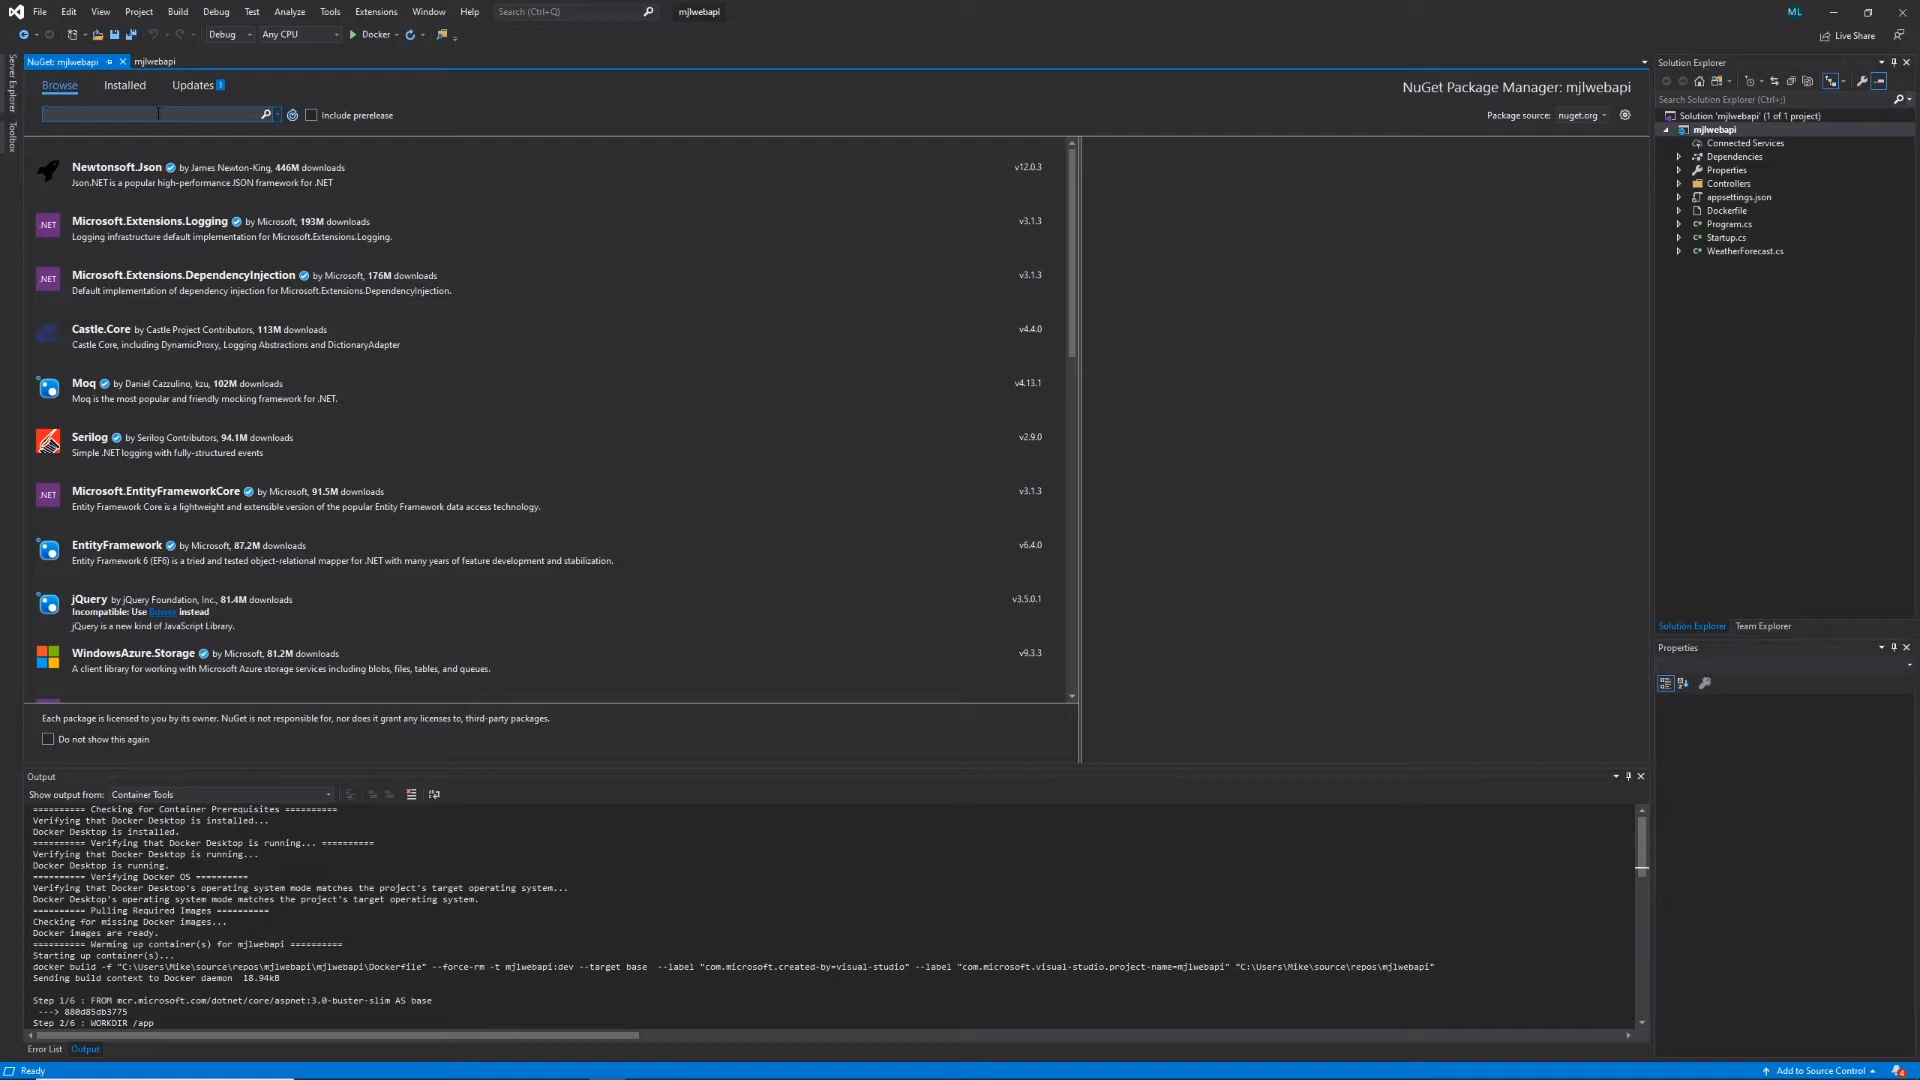 File Edit View Project Build Debug Test Analyze Tools Extensions Window Help Search (Ctrl+Q) mjlwebapi ML
Debug Any CPU Docker Live Share
Server Explorer
Toolbox
NuGet: mjlwebapi mjlwebapi
Browse Installed Updates 1
NuGet Package Manager: mjlwebapi
Include prerelease
Package source: nuget.org
Newtonsoft.Json by James Newton-King, 446M downloads v12.0.3
Json.NET is a popular high-performance JSON framework for .NET
.NET Microsoft.Extensions.Logging by Microsoft, 193M downloads v3.1.3
Logging infrastructure default implementation for Microsoft.Extensions.Logging.
.NET Microsoft.Extensions.DependencyInjection by Microsoft, 176M downloads v3.1.3
Default implementation of dependency injection for Microsoft.Extensions.DependencyInjection.
Castle.Core by Castle Project Contributors, 113M downloads v4.4.0
Castle Core, including DynamicProxy, Logging Abstractions and DictionaryAdapter
Moq by Daniel Cazzulino, kzu, 102M downloads v4.13.1
Moq is the most popular and friendly mocking framework for .NET.
Serilog by Serilog Contributors, 94.1M downloads v2.9.0
Simple .NET logging with fully-structured events
.NET Microsoft.EntityFrameworkCore by Microsoft, 91.5M downloads v3.1.3
Entity Framework Core is a lightweight and extensible version of the popular Entity Framework data access technology.
EntityFramework by Microsoft, 87.2M downloads v6.4.0
Entity Framework 6 (EF6) is a tried and tested object-relational mapper for .NET with many years of feature development and stabilization.
jQuery by jQuery Foundation, Inc., 81.4M downloads v3.5.0.1
Incompatible: Use Bower instead
jQuery is a new kind of JavaScript Library.
WindowsAzure.Storage by Microsoft, 81.2M downloads v9.3.3
A client library for working with Microsoft Azure storage services including blobs, files, tables, and queues.
Each package is licensed to you by its owner. NuGet is not responsible for, nor does it grant any licenses to, third-party packages.
Do not show this again
Solution Explorer
Search Solution Explorer (Ctrl+;)
Solution 'mjlwebapi' (1 of 1 project)
mjlwebapi
Connected Services
Dependencies
Properties
Controllers
appsettings.json
Dockerfile
Program.cs
Startup.cs
WeatherForecast.cs
Solution Explorer Team Explorer
Properties
Output
Show output from: Container Tools
========== Checking for Container Prerequisites ==========
Verifying that Docker Desktop is installed...
Docker Desktop is installed.
========== Verifying that Docker Desktop is running... ==========
Verifying that Docker Desktop is running...
Docker Desktop is running.
========== Verifying Docker OS ==========
Verifying that Docker Desktop's operating system mode matches the project's target operating system...
Docker Desktop's operating system mode matches the project's target operating system.
========== Pulling Required Images ==========
Checking for missing Docker images...
Docker images are ready.
========== Warming up container(s) for mjlwebapi ==========
Starting up container(s)...
docker build -f "C:\Users\Mike\source\repos\mjlwebapi\mjlwebapi\Dockerfile" --force-rm -t mjlwebapi:dev --target base --label "com.microsoft.created-by=visual-studio" --label "com.microsoft.visual-studio.project-name=mjlwebapi" "C:\Users\Mike\source\repos\mjlwebapi"
Sending build context to Docker daemon 18.94kB
Step 1/6 : FROM mcr.microsoft.com/dotnet/core/aspnet:3.0-buster-slim AS base
---> 880d85db3775
Step 2/6 : WORKDIR /app
Error List Output
Ready Add to Source Control 4